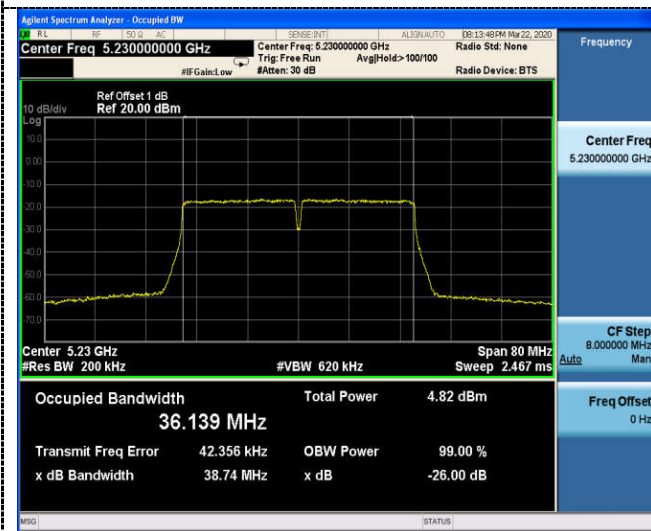 Agilent Spectrum Analyzer - Occupied BW
RL RF 50 Ω AC SENSE:INT ALIGNAUTO 08:13:48PM Mar22, 2020
Center Freq 5.230000000 GHz
Center Freq: 5.230000000 GHz
Radio Std: None
Trig: Free Run Avg|Hold:> 100/100
#IFGain:Low
#Atten: 30 dB
Radio Device: BTS
Frequency
Ref Offset 1 dB
10 dB/div Ref 20.00 dBm
Log
10.0
0.00
-10.0
-20.0
-30.0
-40.0
-50.0
-60.0
-70.0
Center Freq
5.230000000 GHz
Center 5.23 GHz Span 80 MHz
#Res BW 200 kHz #VBW 620 kHz Sweep 2.467 ms
CF Step
8.000000 MHz
Auto Man
Occupied Bandwidth Total Power 4.82 dBm
36.139 MHz
Transmit Freq Error 42.356 kHz OBW Power 99.00 %
x dB Bandwidth 38.74 MHz x dB -26.00 dB
Freq Offset
0 Hz
MSG STATUS